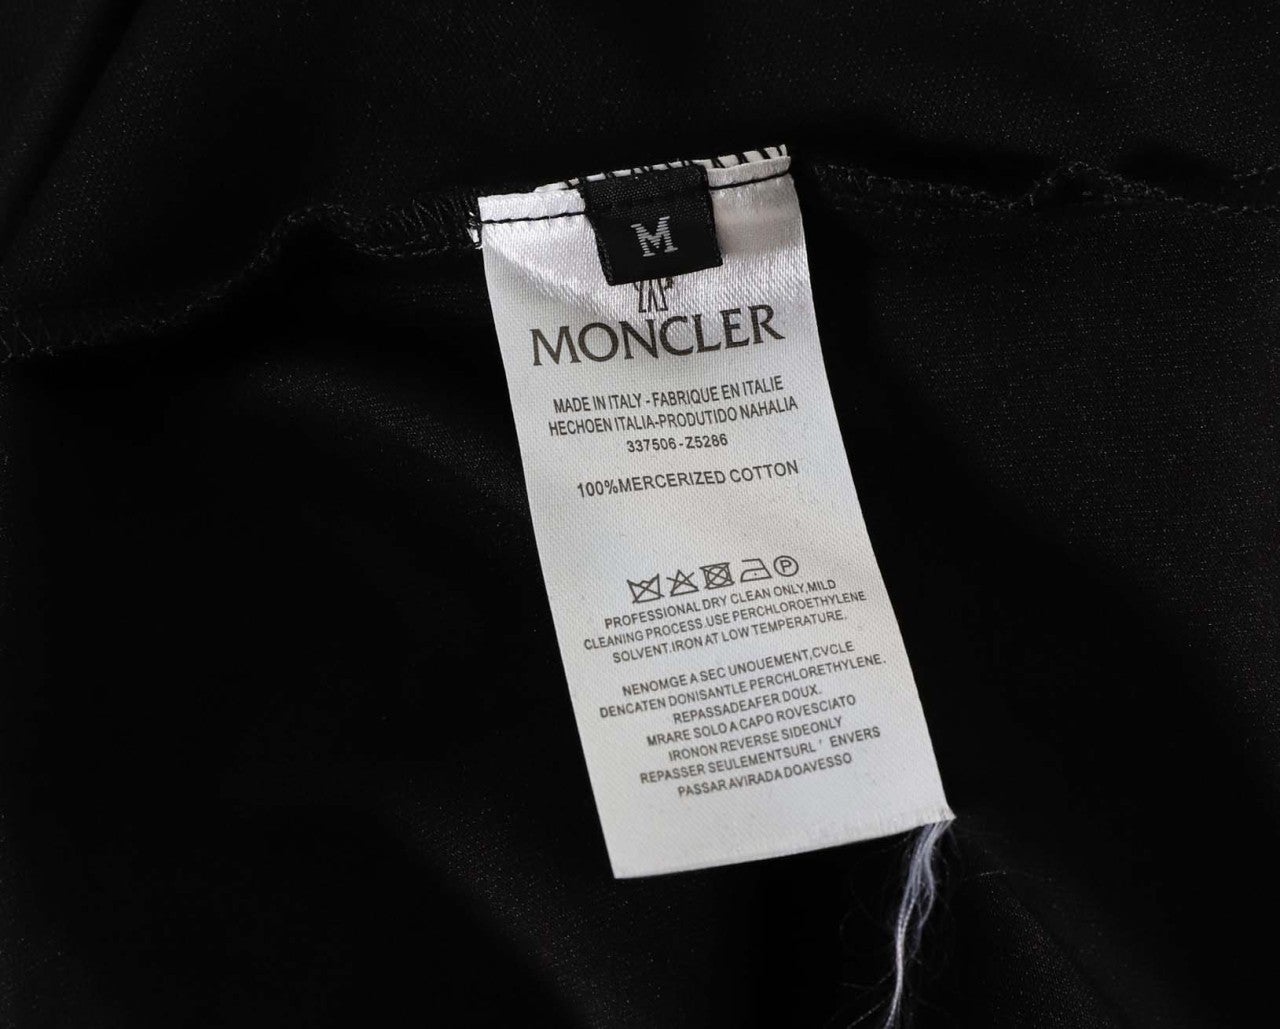 M
MONCLER
MADE IN ITALY - FABRIQUE EN ITALIE
HECHOEN ITALIA-PRODUTIDO NAHALIA
337506-Z5286
100%MERCERIZED COTTON
P
PROFESSIONAL DRY CLEAN ONLY,MILD
CLEANING PROCESS.USE PERCHLOROETHYLENE
SOLVENT.IRON AT LOW TEMPERATURE.
NENOMGE A SEC UNOUEMENT,CVCLE
DENCATEN DONISANTLE PERCHLORETHYLENE.
REPASSADEAFER DOUX.
MRARE SOLO A CAPO ROVESCIATO
IRONON REVERSE SIDEONLY
REPASSER SEULEMENTSURL ' ENVERS
PASSAR AVIRADA DOAVESSO